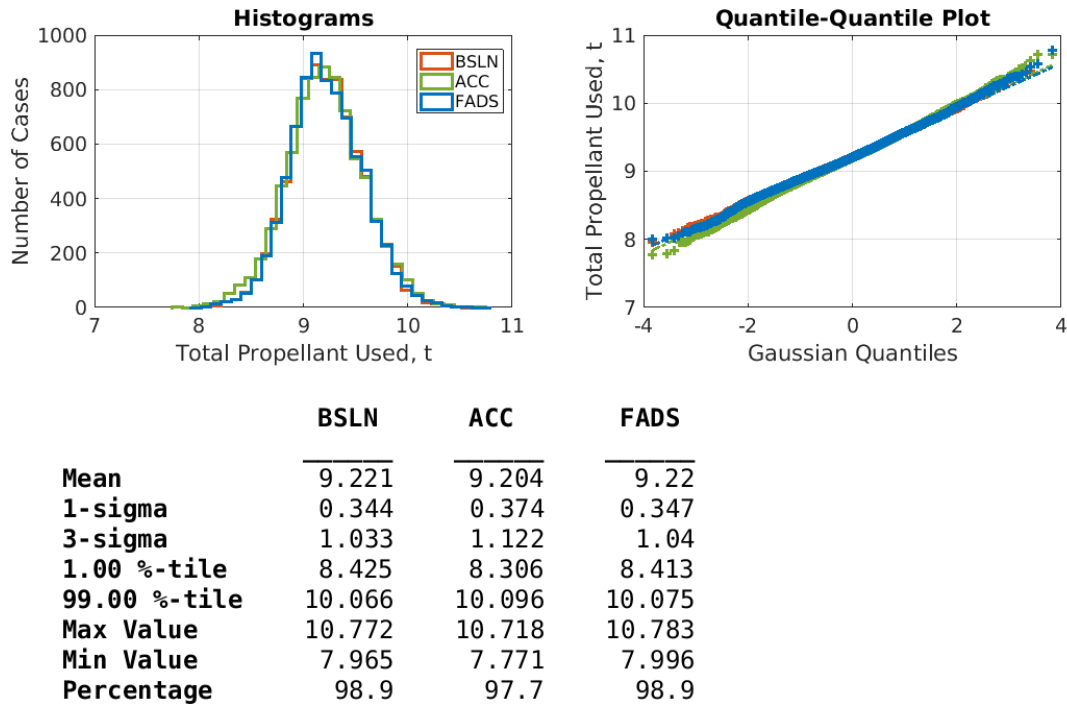 Histograms
Number of Cases
1000
800
600
400
200
0
7 8 9 10 11
Total Propellant Used, t
BSLN
ACC
FADS
Quantile-Quantile Plot
Total Propellant Used, t
11
10
9
8
7
-4 -2 0 2 4
Gaussian Quantiles
BSLN ACC FADS
Mean 9.221 9.204 9.22
1-sigma 0.344 0.374 0.347
3-sigma 1.033 1.122 1.04
1.00 %-tile 8.425 8.306 8.413
99.00 %-tile 10.066 10.096 10.075
Max Value 10.772 10.718 10.783
Min Value 7.965 7.771 7.996
Percentage 98.9 97.7 98.9